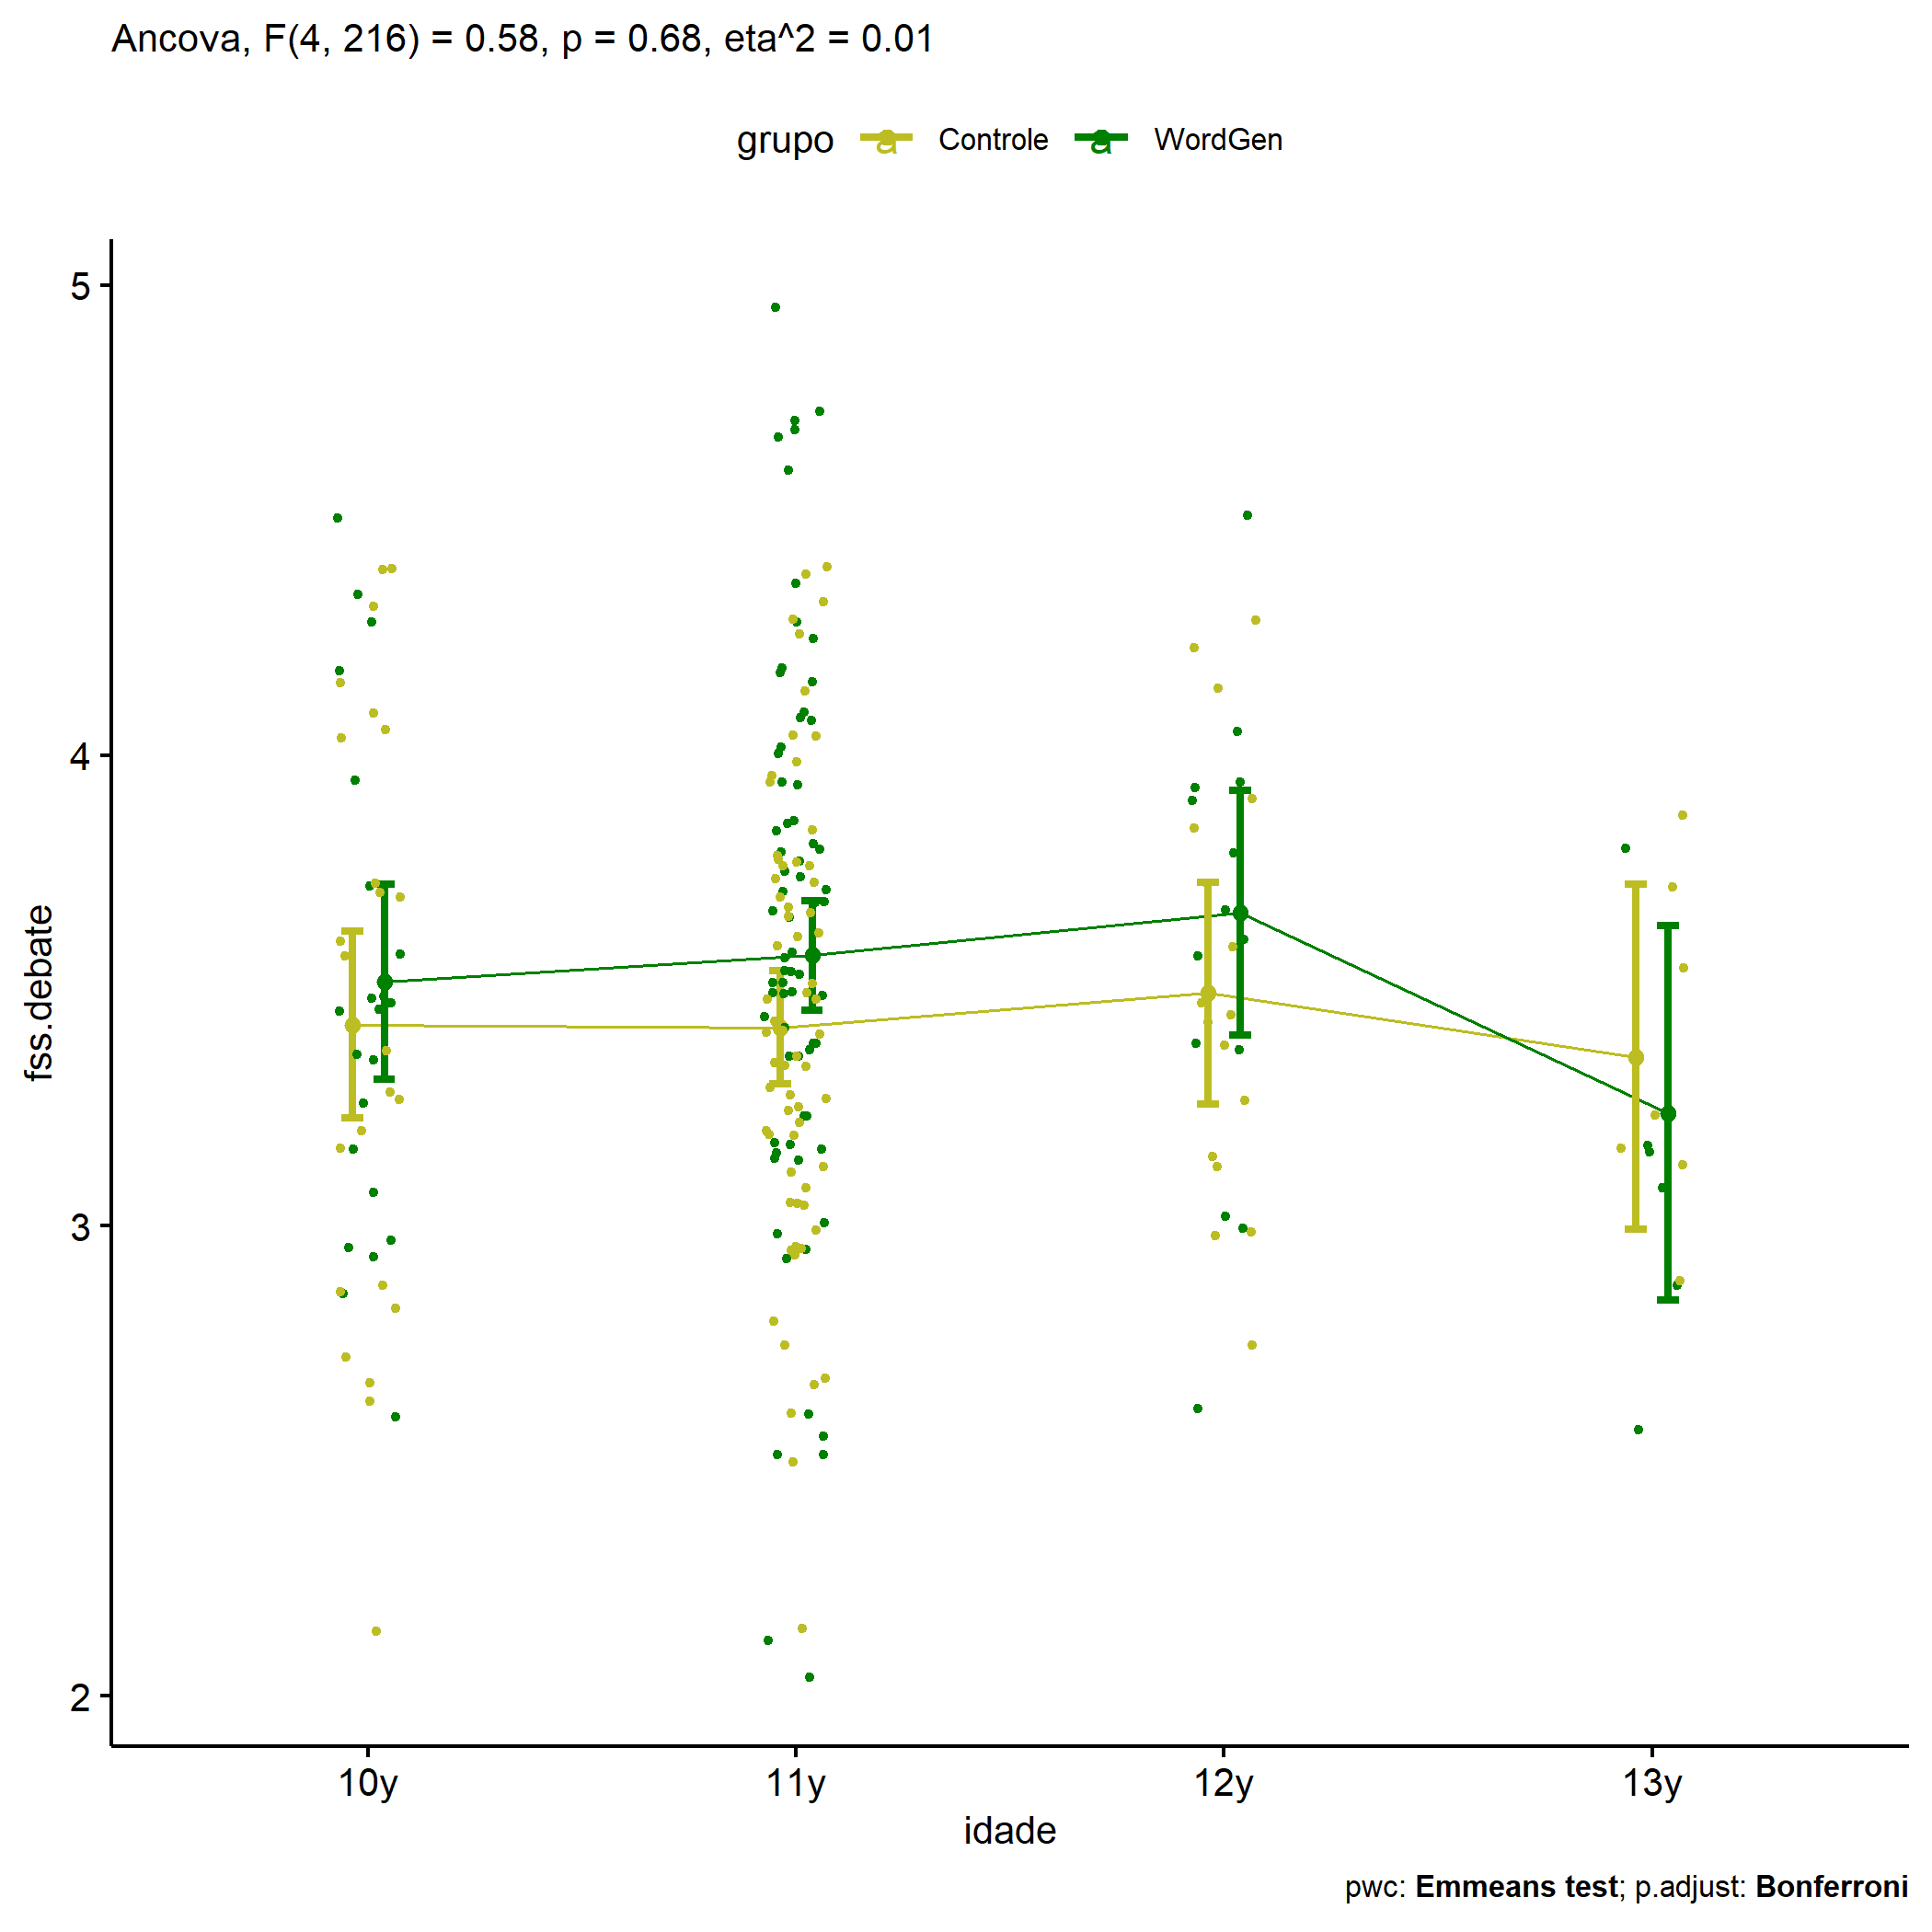 Ancova, F(4, 216) = 0.58, p = 0.68, eta^2 = 0.01
grupo a Controle a WordGen
5
4
3
2
fss.debate
10y 11y 12y 13y
idade
pwc: Emmeans test; p.adjust: Bonferroni